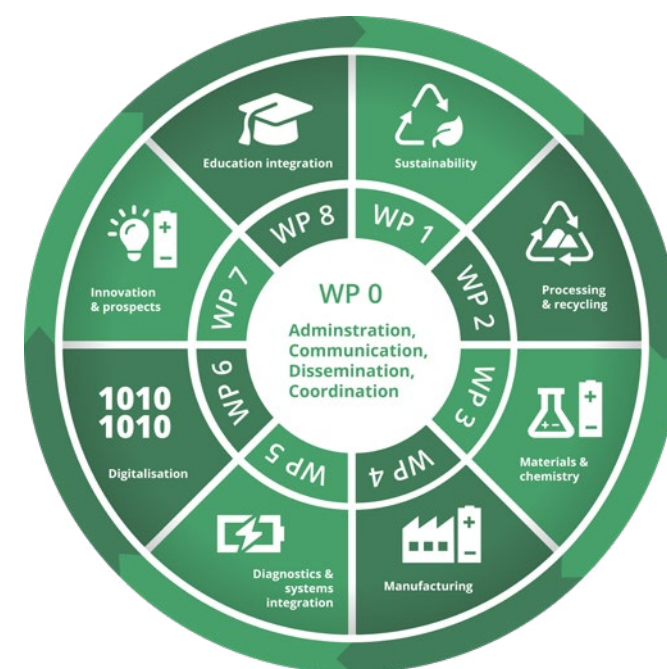 WP 0
Adminstration,
Communication,
Dissemination,
Coordination
WP 1
Sustainability
WP 2
Processing
& recycling
WP 3
Materials &
chemistry
WP 4
Manufacturing
WP 5
Diagnostics &
systems
integration
WP 6
1010
1010
Digitalisation
WP 7
Innovation
& prospects
WP 8
Education integration